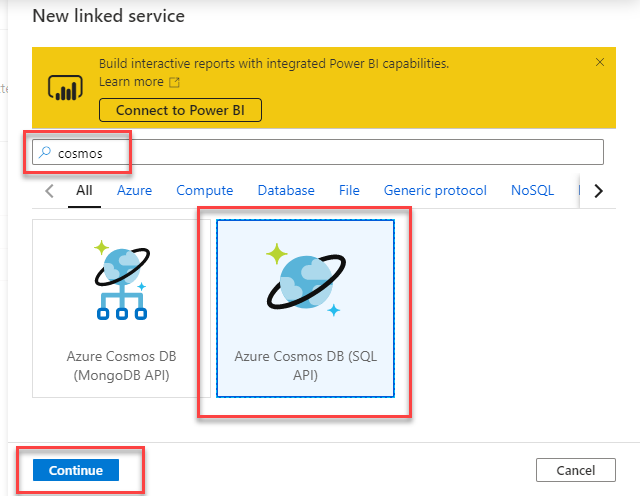 New linked service
Build interactive reports with integrated Power BI capabilities.
Learn more
Connect to Power BI
cosmos
All Azure Compute Database File Generic protocol NoSQL
Azure Cosmos DB
(MongoDB API)
Azure Cosmos DB (SQL
API)
Continue Cancel